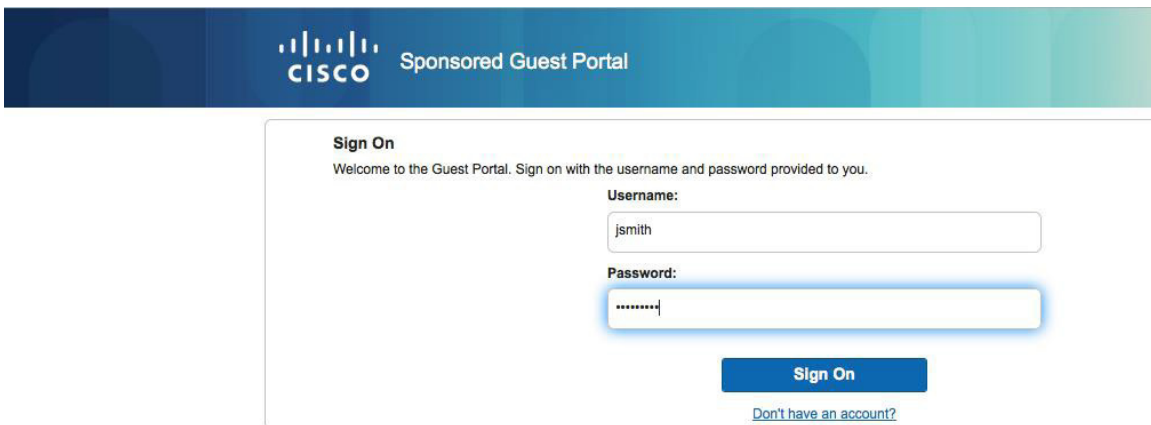 CISCO
Sponsored Guest Portal
Sign On
Welcome to the Guest Portal. Sign on with the username and password provided to you.
Username:
jsmith
Password:
•••••••••
Sign On
Don't have an account?